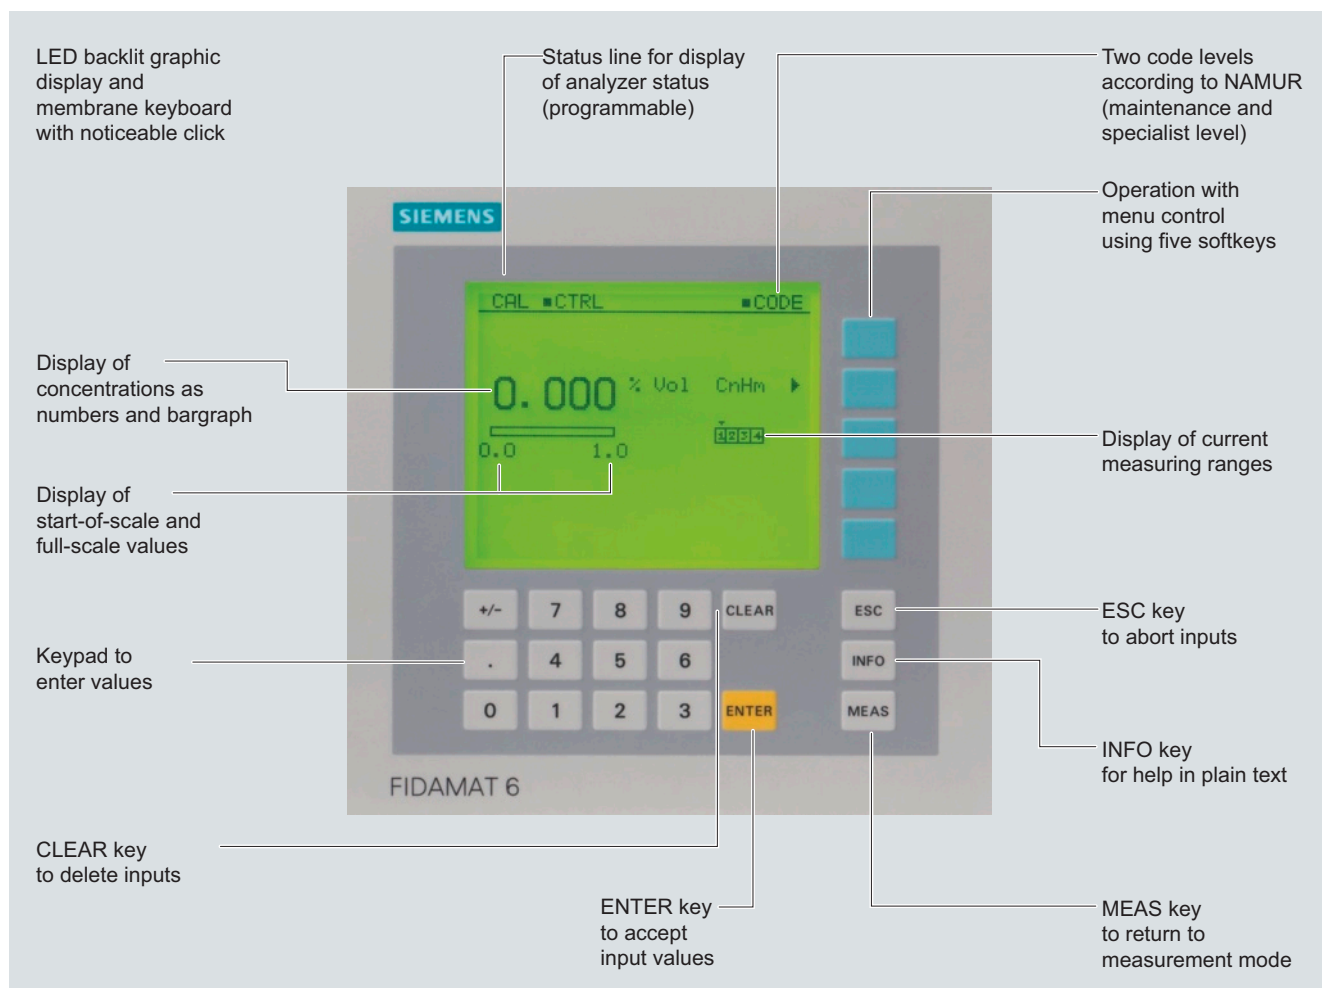 LED backlit graphic
display and
membrane keyboard
with noticeable click
Status line for display
of analyzer status
(programmable)
Two code levels
according to NAMUR
(maintenance and
specialist level)
Operation with
menu control
using five softkeys
SIEMENS
CAL ■CTRL ■CODE
Display of
concentrations as
numbers and bargraph
0.000 % Vol CnHm ▶
1 2 3 4
0.0 1.0
Display of current
measuring ranges
Display of
start-of-scale and
full-scale values
+/- 7 8 9 CLEAR ESC
ESC key
to abort inputs
Keypad to
enter values
. 4 5 6 INFO
0 1 2 3 ENTER MEAS
INFO key
for help in plain text
FIDAMAT 6
CLEAR key
to delete inputs
ENTER key
to accept
input values
MEAS key
to return to
measurement mode